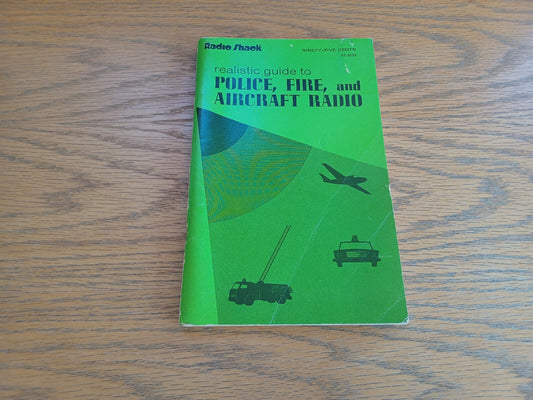 Radio Shack
NINETY-FIVE CENTS
realistic guide to
POLICE, FIRE, and
AIRCRAFT RADIO